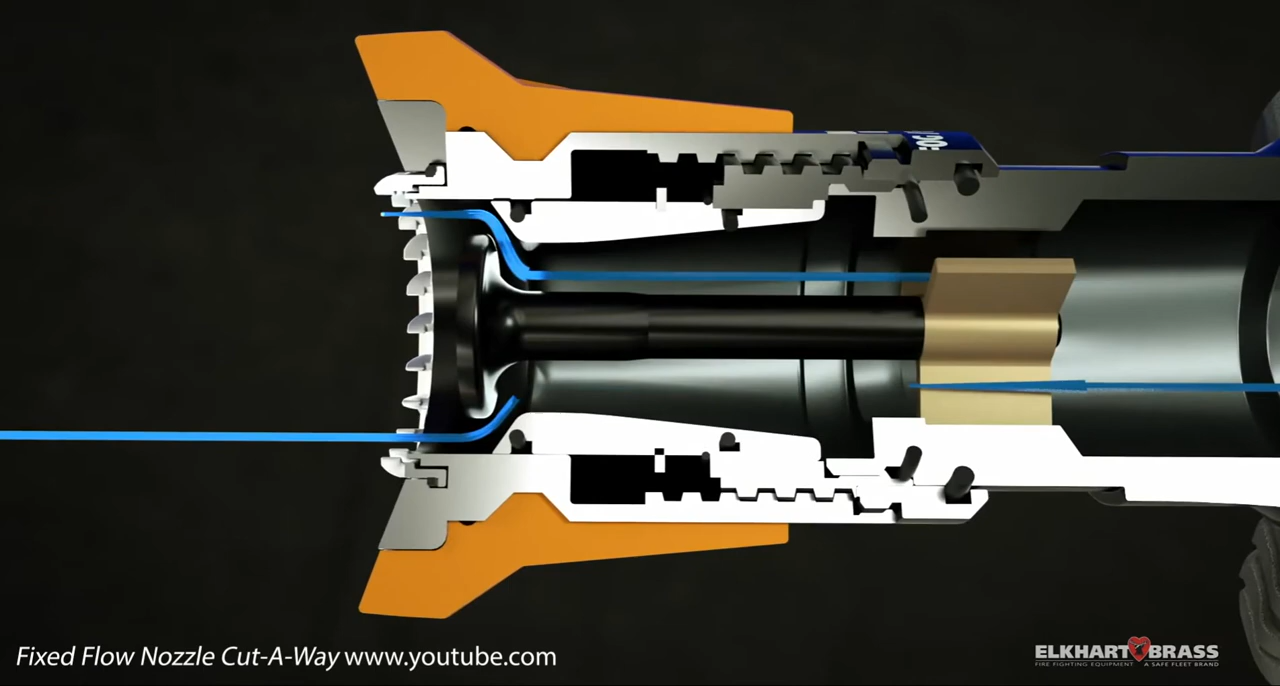 Fixed Flow Nozzle Cut-A-Way www.youtube.com
ELKHART BRASS
FIRE FIGHTING EQUIPMENT A SAFE FLEET BRAND